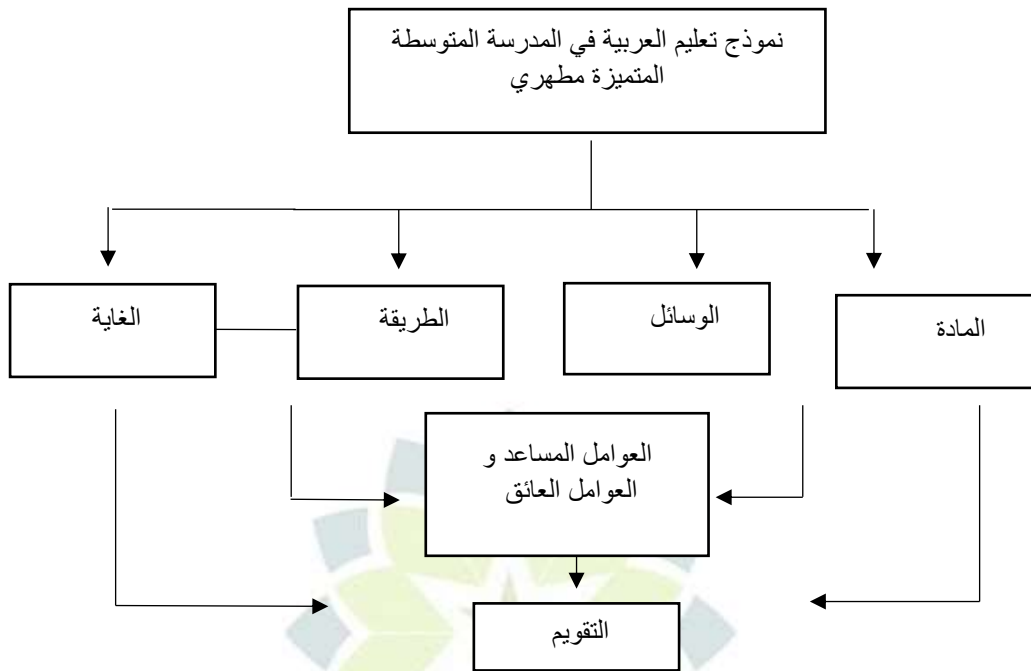 نموذج تعليم العربية في المدرسة المتوسطة
المتميزة مطهري
المادة
الوسائل
الطريقة
الغاية
العوامل المساعد و
العوامل العائق
التقويم